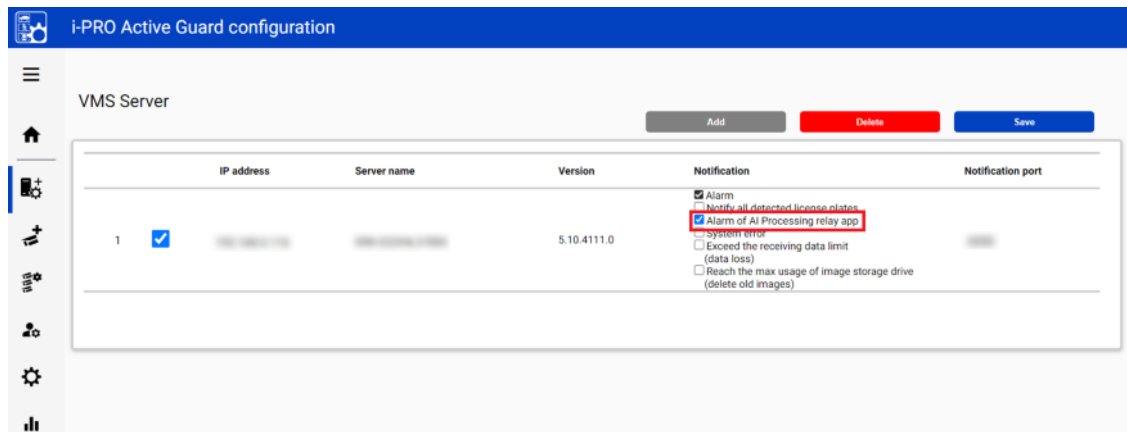 i-PRO Active Guard configuration
VMS Server
Add Delete Save
IP address Server name Version Notification Notification port
Alarm
Notify all detected license plates
Alarm of AI Processing relay app
System error
1 5.10.4111.0 Exceed the receiving data limit
(data loss)
Reach the max usage of image storage drive
(delete old images)